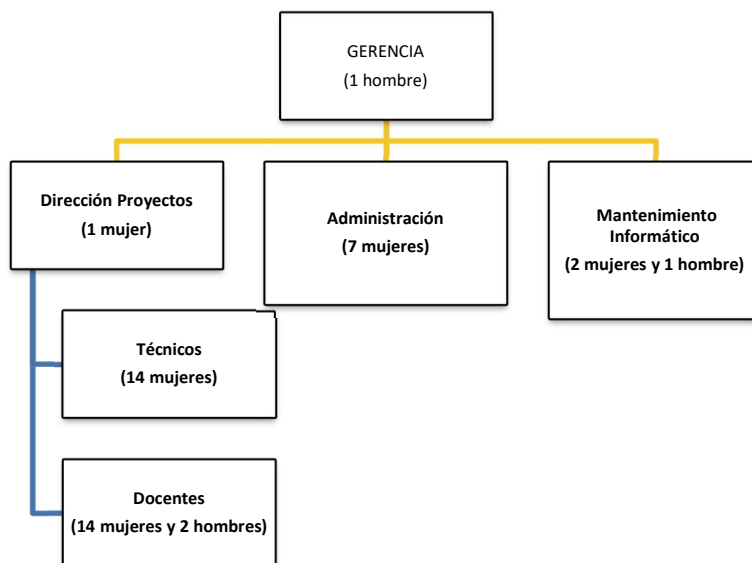 GERENCIA
(1 hombre)
Dirección Proyectos
(1 mujer)
Administración
(7 mujeres)
Mantenimiento
Informático
(2 mujeres y 1 hombre)
Técnicos
(14 mujeres)
Docentes
(14 mujeres y 2 hombres)